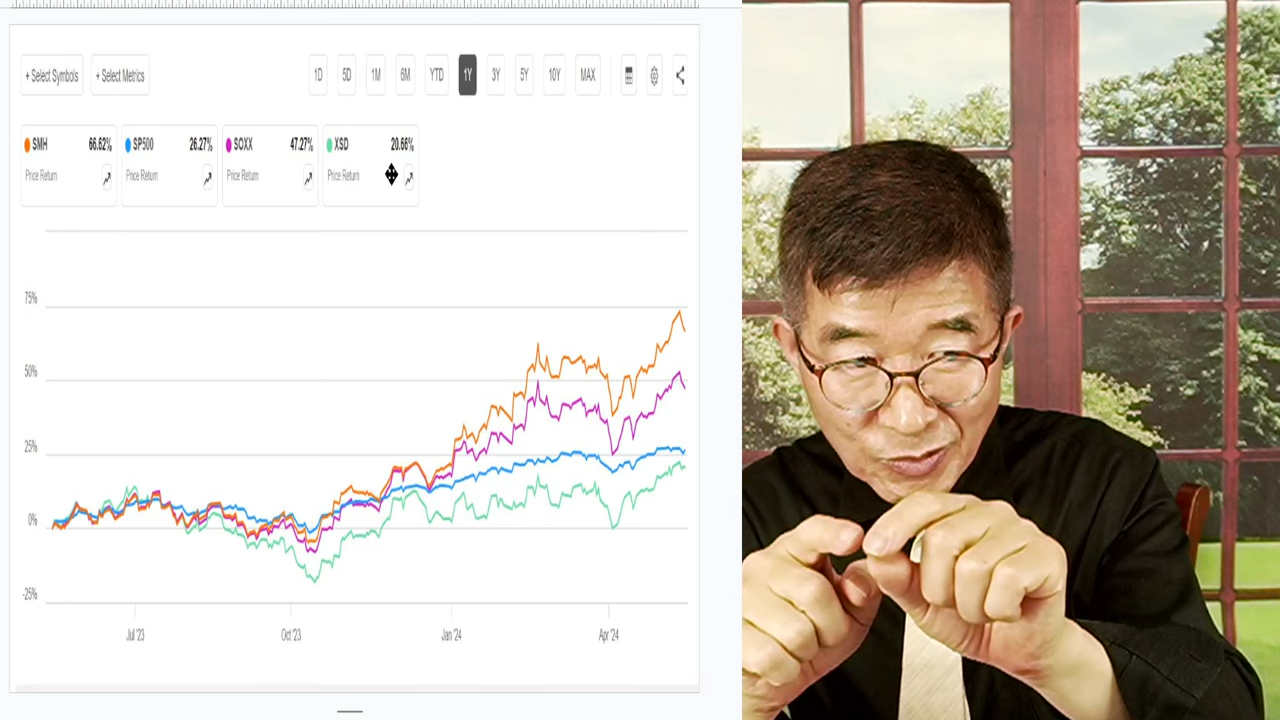 + Select Symbols + Select Metrics 1D 5D 1M 6M YTD 1Y 3Y 5Y 10Y MAX
SMH 66.62% SP500 26.27% SOXX 47.27% XSD 20.66%
Price Return Price Return Price Return Price Return
75%
50%
25%
0%
-25%
Jul '23 Oct '23 Jan '24 Apr '24